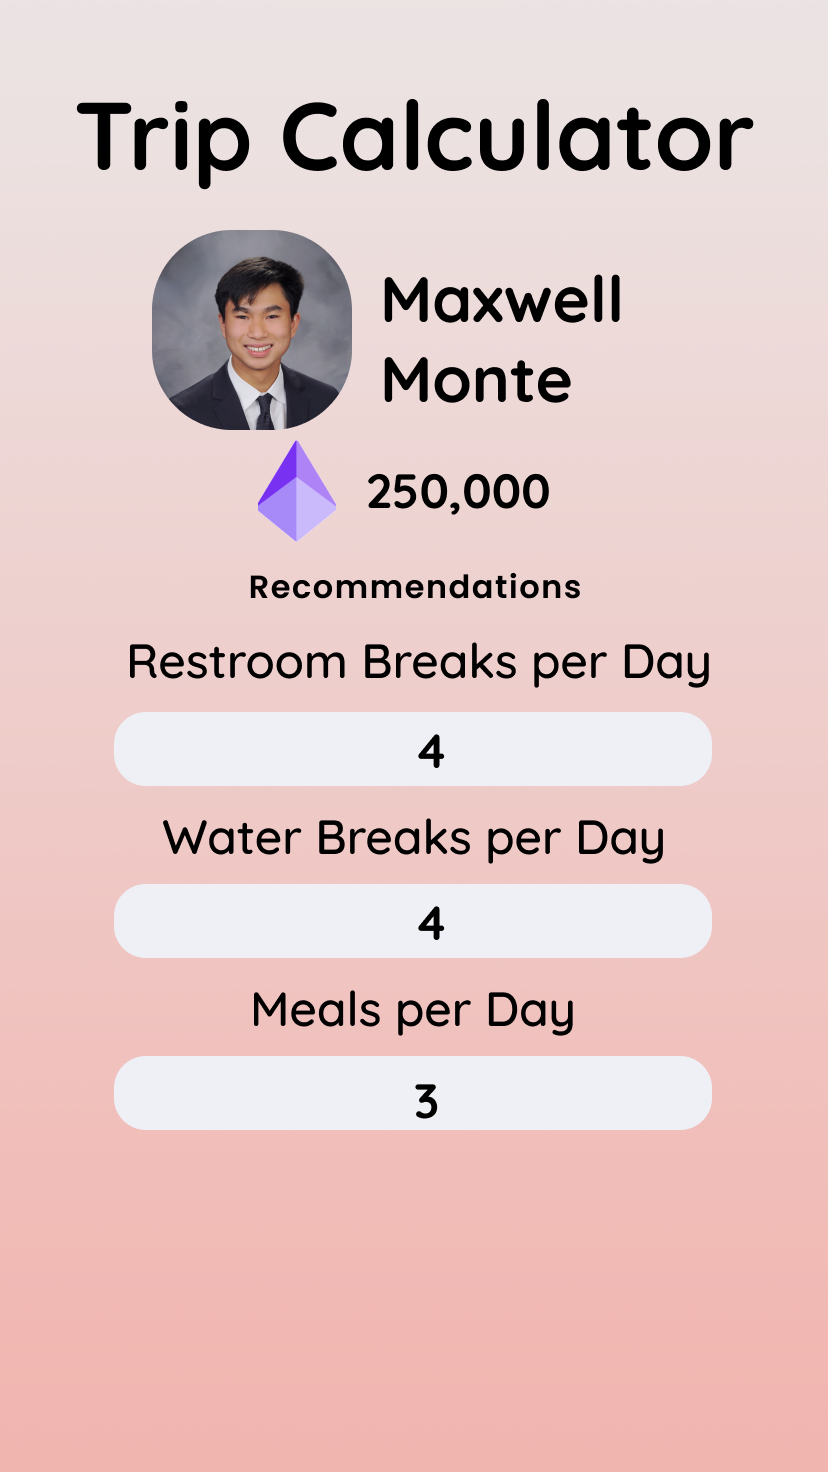 Trip Calculator
Maxwell
Monte
250,000
Recommendations
Restroom Breaks per Day
4
Water Breaks per Day
4
Meals per Day
3